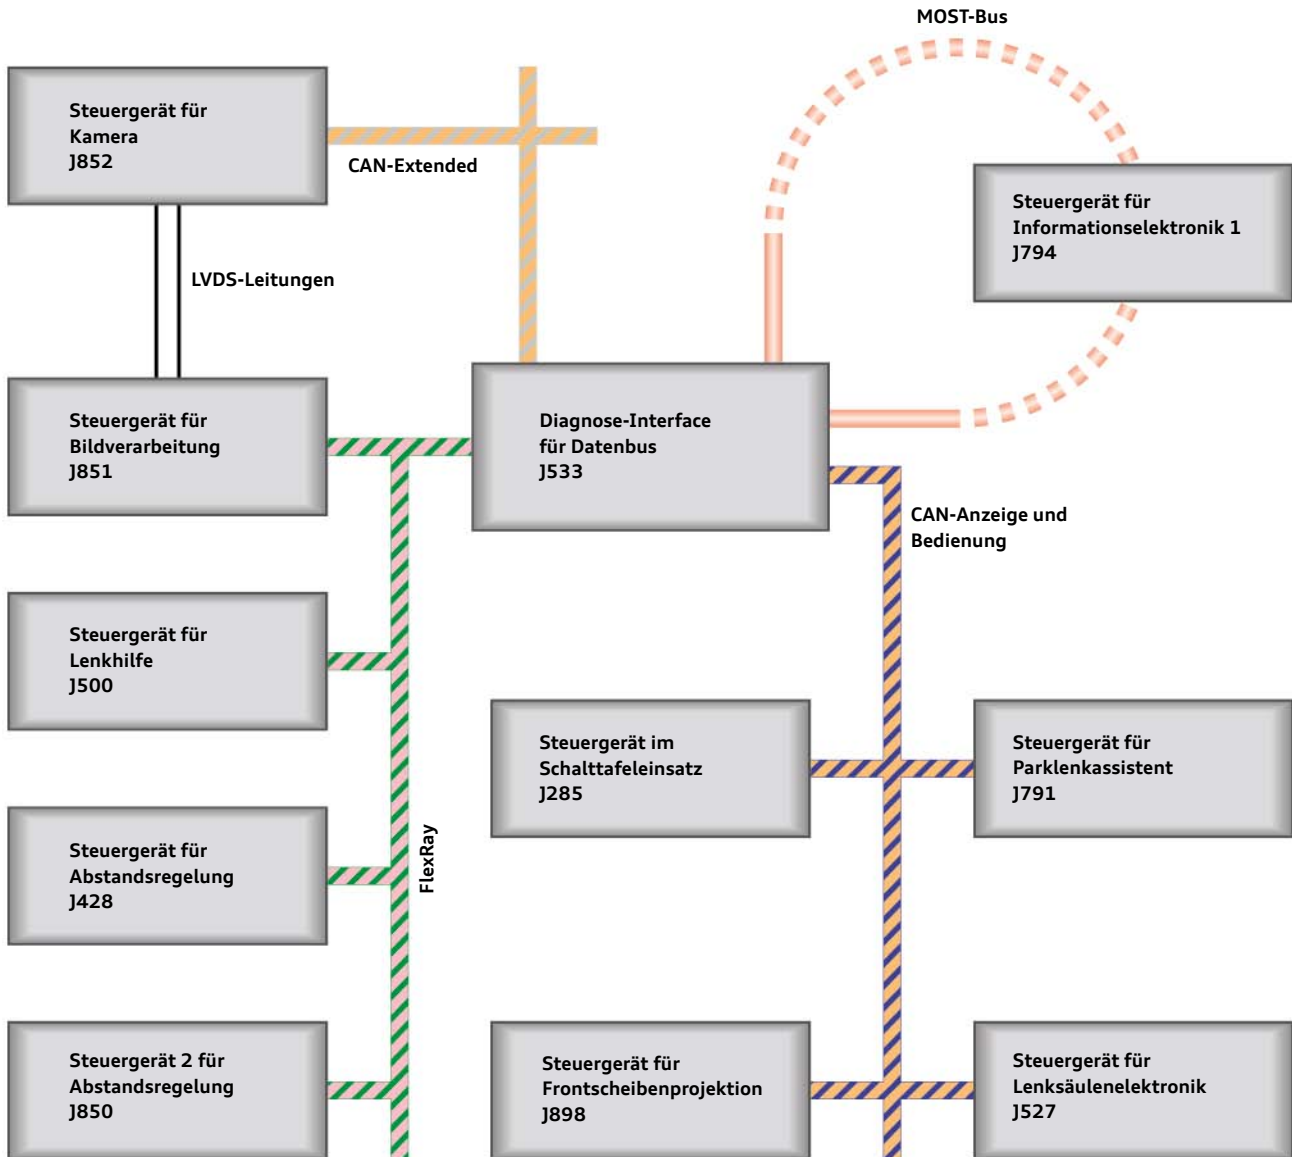 MOST-Bus
Steuergerät für
Kamera
J852
CAN-Extended
Steuergerät für
Informationselektronik 1
J794
LVDS-Leitungen
Steuergerät für
Bildverarbeitung
J851
Diagnose-Interface
für Datenbus
J533
CAN-Anzeige und
Bedienung
Steuergerät für
Lenkhilfe
J500
Steuergerät im
Schalttafeleinsatz
J285
Steuergerät für
Parklenkassistent
J791
Steuergerät für
Abstandsregelung
J428
FlexRay
Steuergerät 2 für
Abstandsregelung
J850
Steuergerät für
Frontscheibenprojektion
J898
Steuergerät für
Lenksäulenelektronik
J527